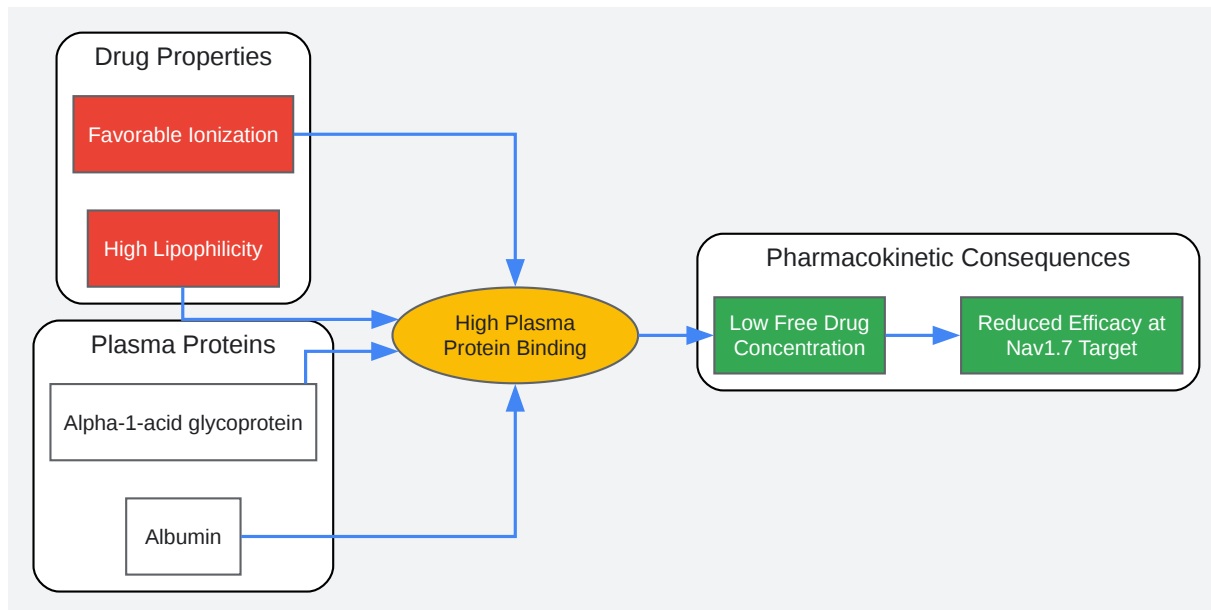 Drug Properties
Favorable Ionization
High Lipophilicity
Plasma Proteins
Alpha-1-acid glycoprotein
Albumin
High Plasma
Protein Binding
Pharmacokinetic Consequences
Low Free Drug
Concentration
Reduced Efficacy at
Nav1.7 Target